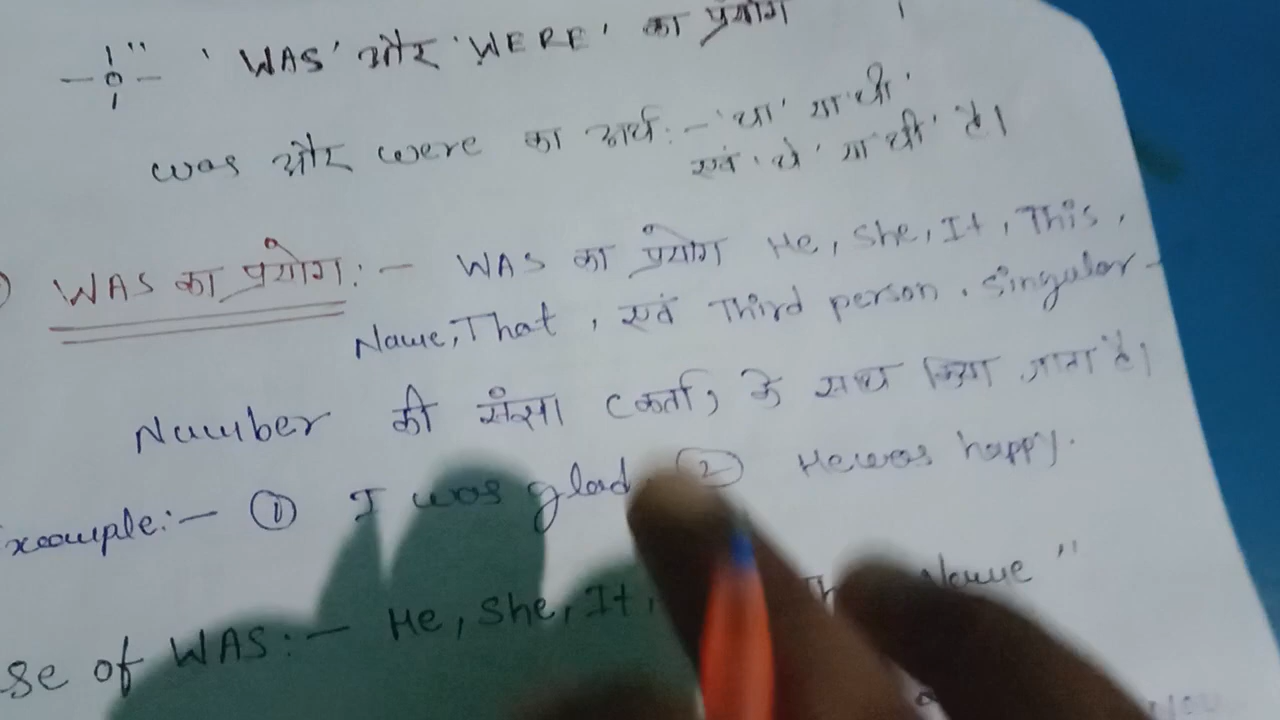 'WAS' और 'WERE' का प्रयोग
was और were का अर्थ:- 'था' या 'थी'
एवं 'थे' या 'थी' है।
WAS का प्रयोग:- WAS का प्रयोग He, She, It, This,
Name, That, एवं Third person. Singular-
Number की संज्ञा (कर्ता) के साथ किया जाता है।
Example:- ① I was glad ② He was happy.
se of WAS:- He, She, It, Name"